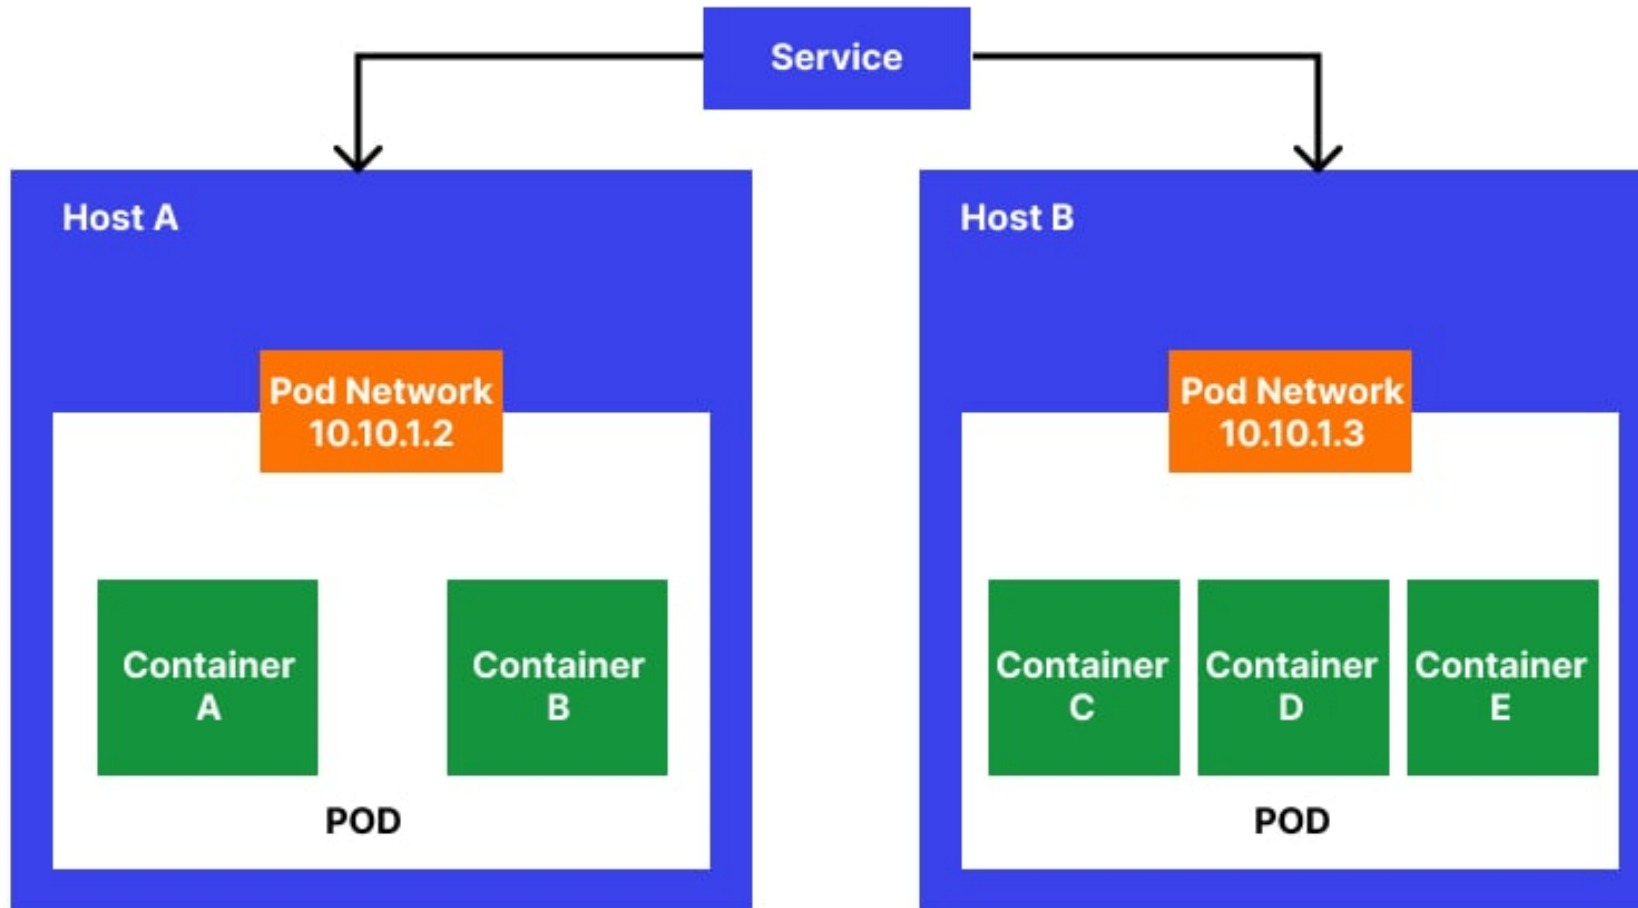 Service
Host A
Pod Network
10.10.1.2
Container
A
Container
B
POD
Host B
Pod Network
10.10.1.3
Container
C
Container
D
Container
E
POD